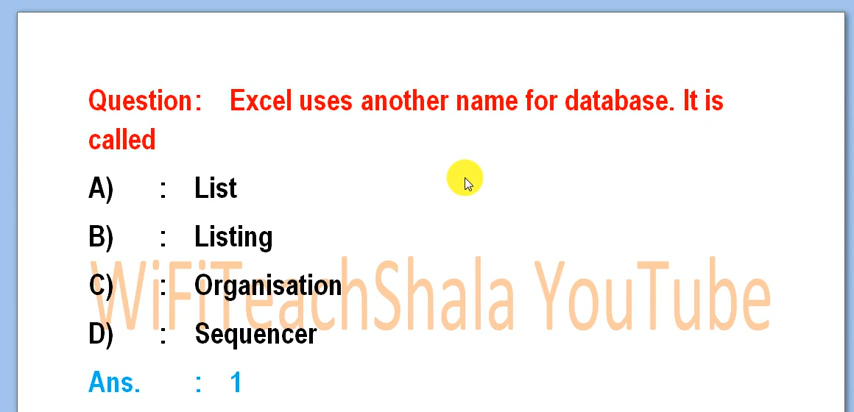 Question: Excel uses another name for database. It is
called
A) : List
B) : Listing
C) : Organisation
D) : Sequencer
Ans. : 1
WiFiTeachShala YouTube